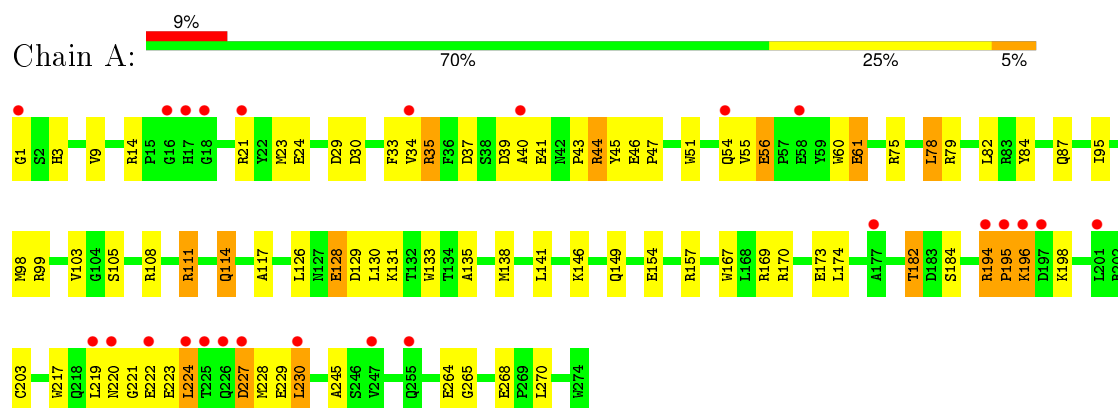 9%
Chain A:
70% 25% 5%
G1 S2 H3 V9 R14 P15 G16 H17 G18 R21 Y22 M23 E24 D29 D30 F33 V34 R35 F36 D37 S38 D39 A40 E41 N42 P43 R44 Y45 E46 P47 W51 Q54 V55 E56 P57 E58 Y59 W60 E61 R75 L78 R79 L82 R83 Y84 Q87 I95
M98 R99 V103 G104 S105 R108 R111 Q114 A117 L126 N127 E128 D129 L130 K131 T132 W133 T134 A135 M138 L141 K146 Q149 E154 R157 W167 L168 R169 R170 E173 L174 A177 T182 D183 S184 R194 P195 K196 D197 K198 L201
C203 W217 Q218 L219 N220 G221 E222 E223 L224 T225 Q226 D227 M228 E229 L230 A245 S246 V247 Q255 E264 G265 E268 P269 L270 W274